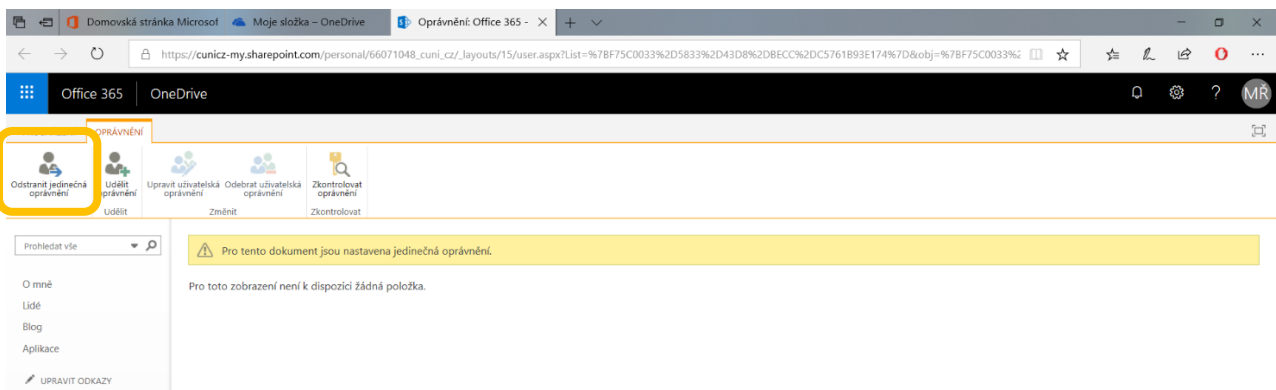 Domovská stránka Microsof
Moje složka – OneDrive
Oprávnění: Office 365 -
https://cunicz-my.sharepoint.com/personal/66071048_cuni_cz/_layouts/15/user.aspx?List=%7BF75C0033%2D5833%2D43D8%2DBECC%2DC5761B93E174%7D&obj=%7BF75C0033%2
Office 365
OneDrive
MŘ
OPRÁVNĚNÍ
Odstranit jedinečná
oprávnění
Udělit
oprávnění
Upravit uživatelská
oprávnění
Odebrat uživatelská
oprávnění
Zkontrolovat
oprávnění
Udělit
Změnit
Zkontrolovat
Prohledat vše
Pro tento dokument jsou nastavena jedinečná oprávnění.
O mně
Pro toto zobrazení není k dispozici žádná položka.
Lidé
Blog
Aplikace
UPRAVIT ODKAZY